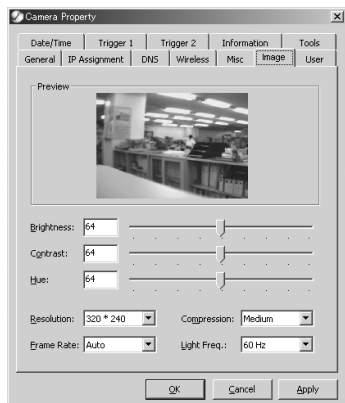 Camera Property
Date/Time Trigger 1 Trigger 2 Information Tools
General IP Assignment DNS Wireless Misc Image User
Preview
Brightness: 64
Contrast: 64
Hue: 64
Resolution: 320 * 240 Compression: Medium
Frame Rate: Auto Light Freq.: 60 Hz
OK Cancel Apply